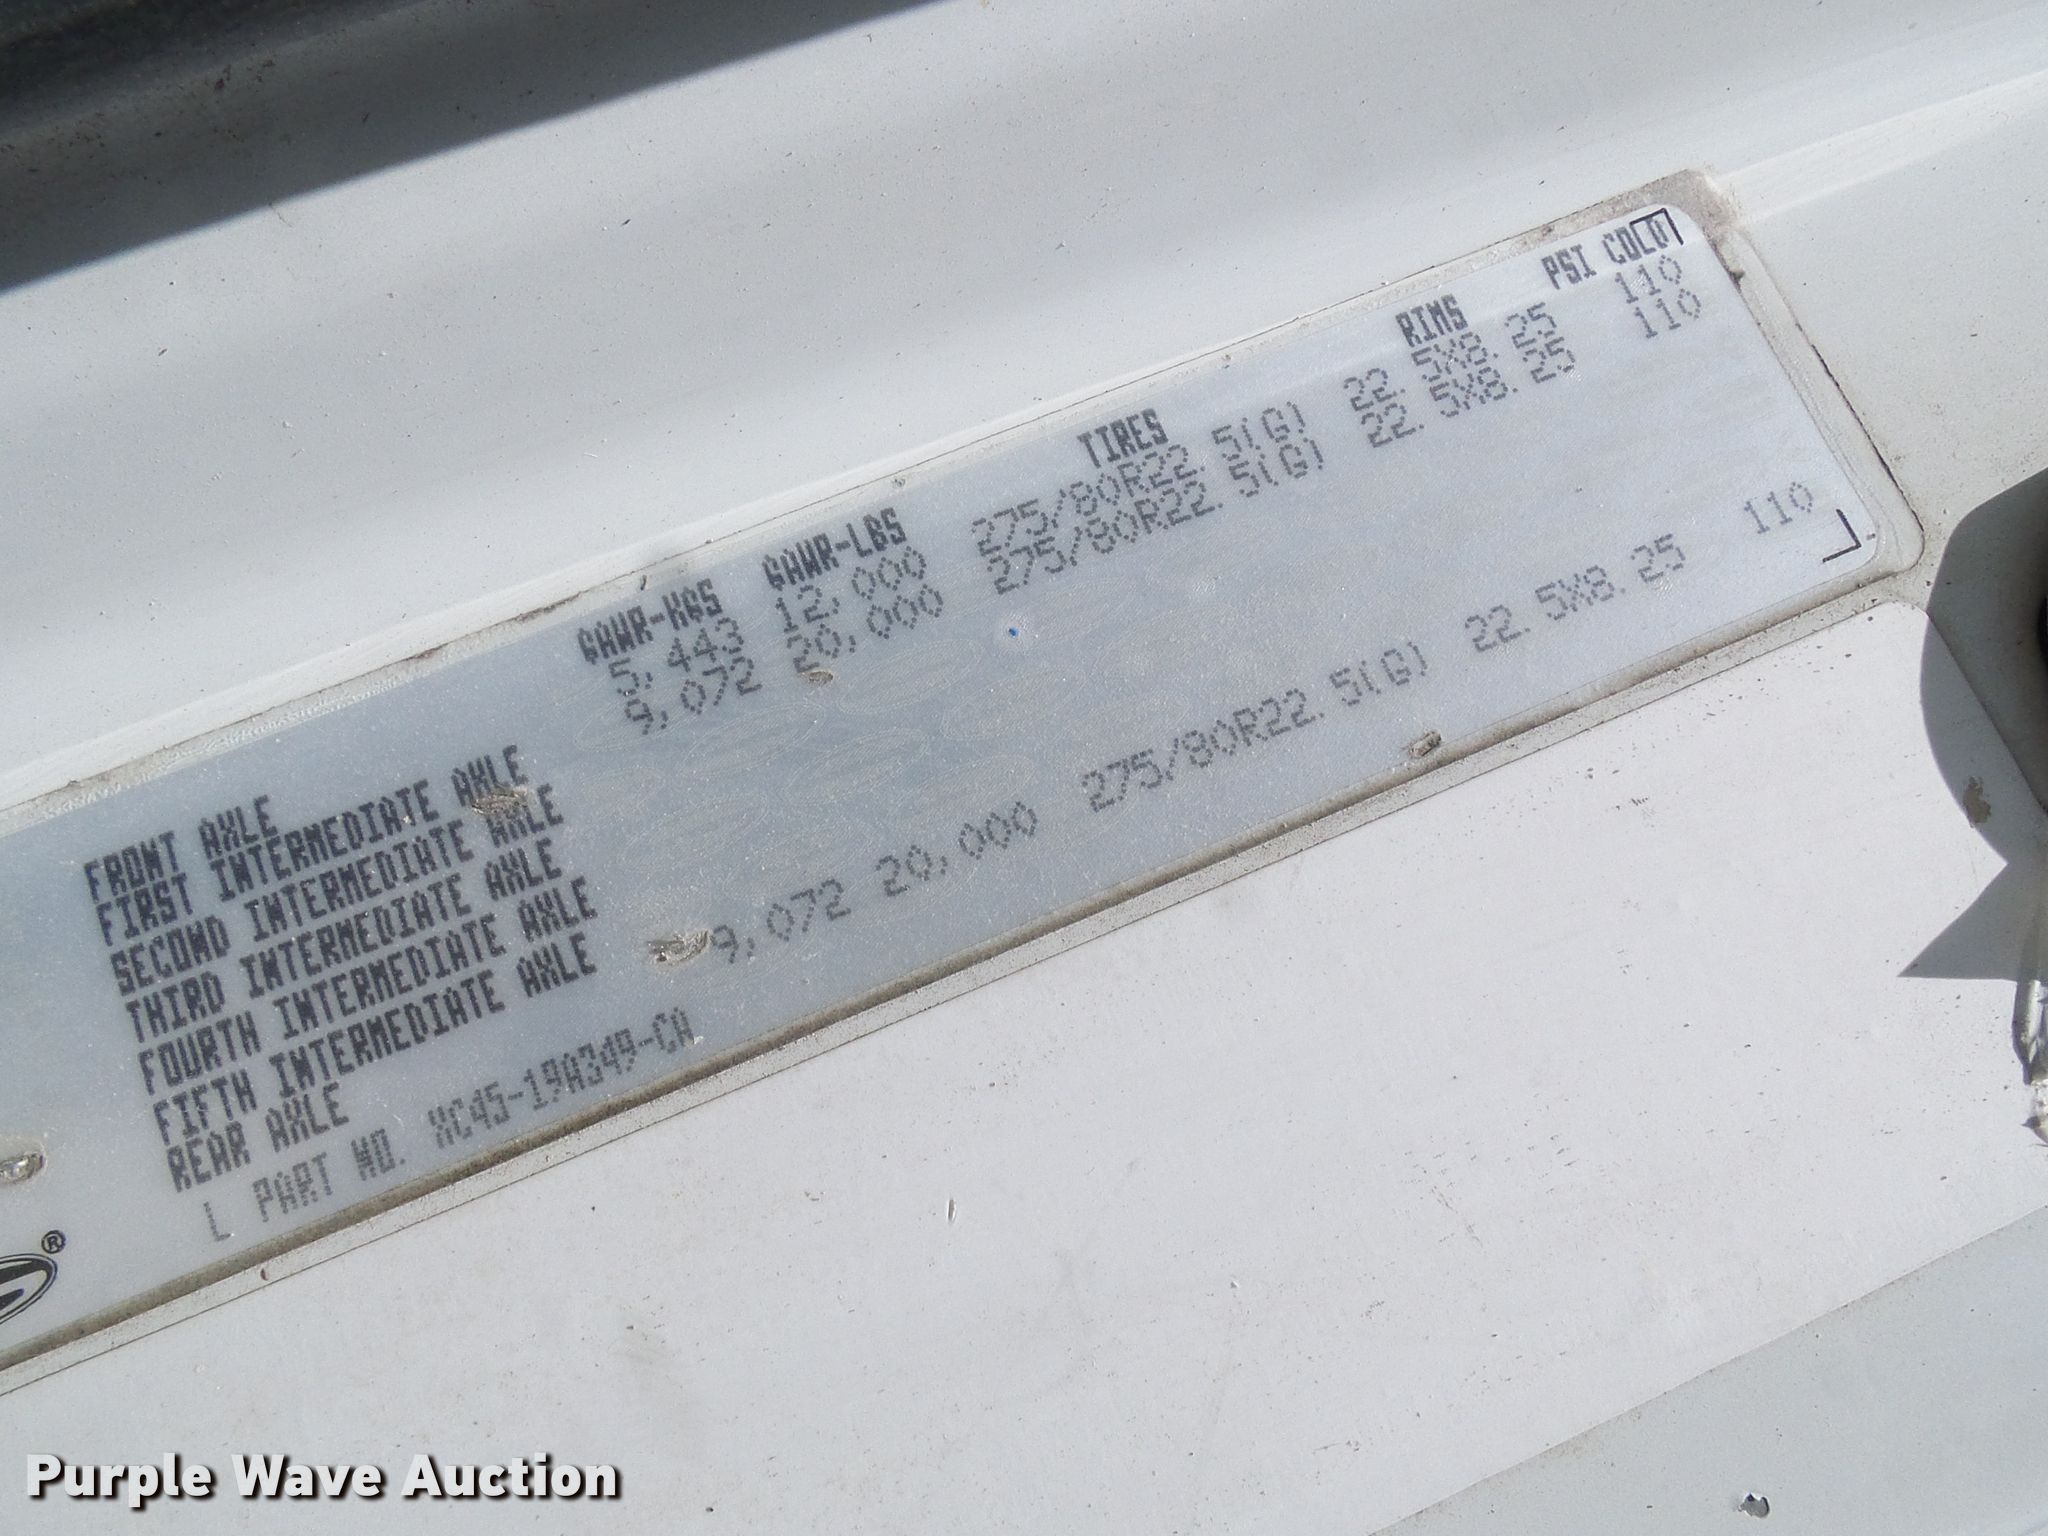 GAWR-KGS GAWR-LBS TIRES RIMS PSI COLD
FRONT AXLE 5,443 12,000 275/80R22.5(G) 22.5X8.25 110
FIRST INTERMEDIATE AXLE 9,072 20,000 275/80R22.5(G) 22.5X8.25 110
SECOND INTERMEDIATE AXLE
THIRD INTERMEDIATE AXLE
FOURTH INTERMEDIATE AXLE
FIFTH INTERMEDIATE AXLE
REAR AXLE 9,072 20,000 275/80R22.5(G) 22.5X8.25 110
PART NO. XC45-19A349-CA
®
Purple Wave Auction